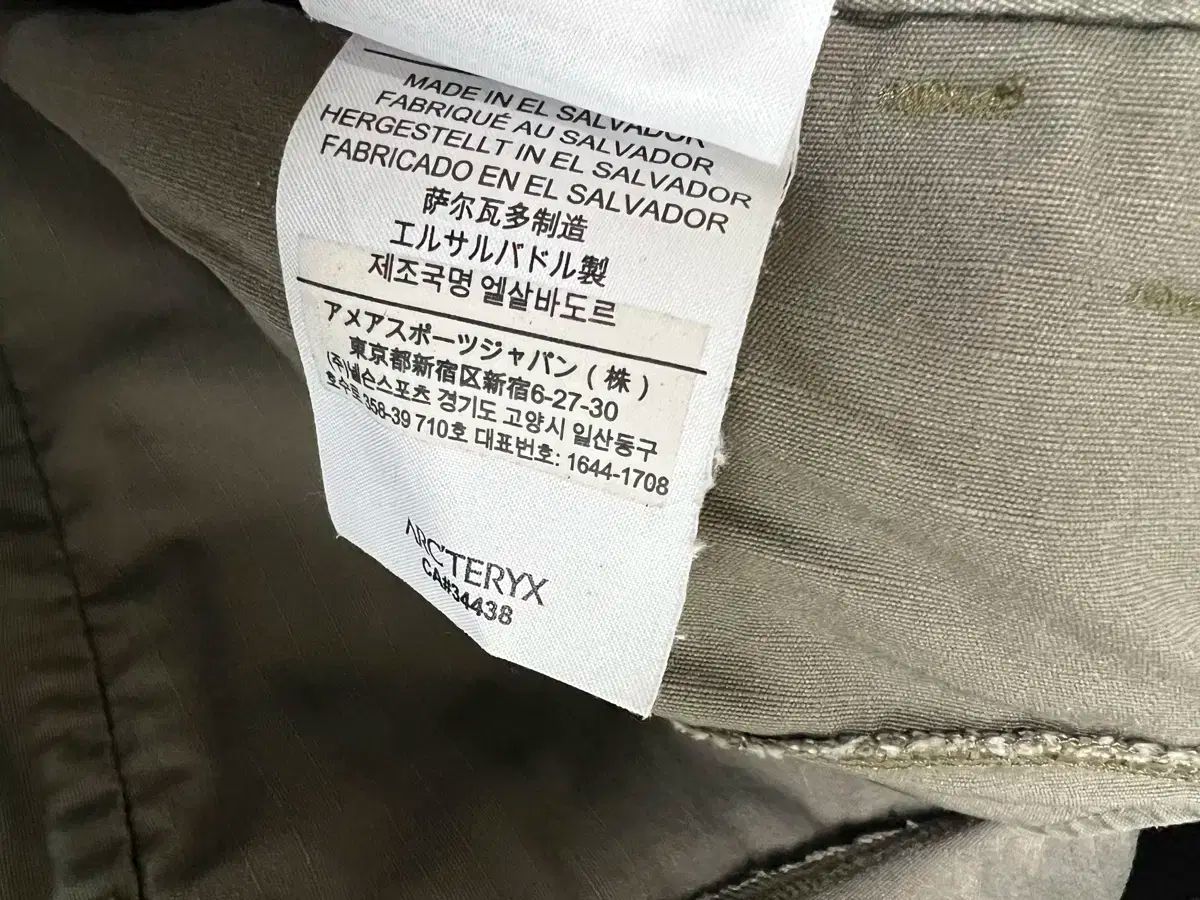 MADE IN EL SALVADOR
FABRIQUÉ AU SALVADOR
HERGESTELLT IN EL SALVADOR
FABRICADO EN EL SALVADOR
萨尔瓦多制造
エルサルバドル製
제조국명 엘살바도르
アメアスポーツジャパン（株）
東京都新宿区新宿6-27-30
(주)넬슨스포츠 경기도 고양시 일산동구
호수로 358-39 710호 대표번호: 1644-1708
ARC'TERYX
CA#34438